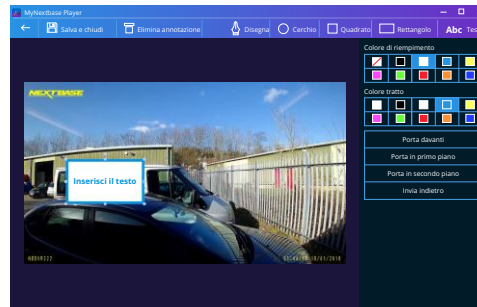 MyNextbase Player
Salva e chiudi Elimina annotazione Disegna Cerchio Quadrato Rettangolo Abc Tes
Colore di riempimento
NEXTBASE
Colore tratto
Porta davanti
Porta in primo piano
Inserisci il testo
Porta in secondo piano
Invia indietro